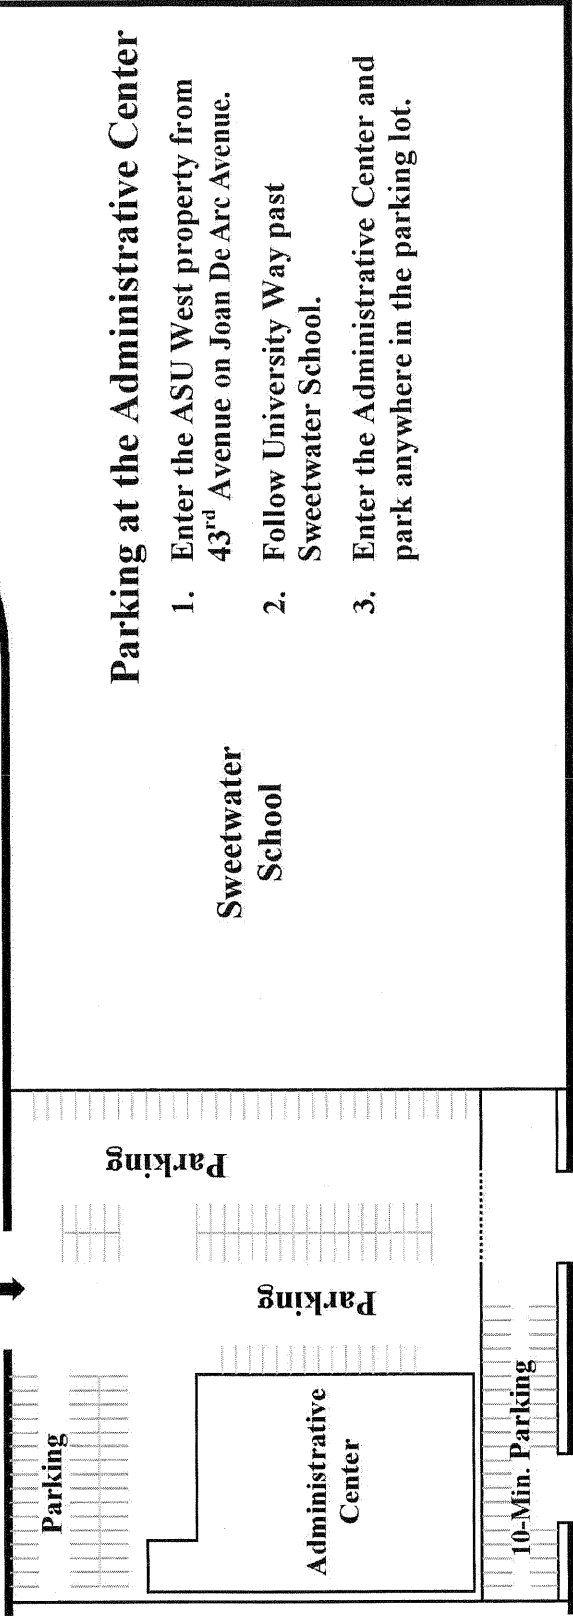 Parking at the Administrative Center
1. Enter the ASU West property from
43rd Avenue on Joan De Arc Avenue.
2. Follow University Way past
Sweetwater School.
3. Enter the Administrative Center and
park anywhere in the parking lot.
Sweetwater
School
Parking
Parking
Parking
Administrative
Center
10-Min. Parking